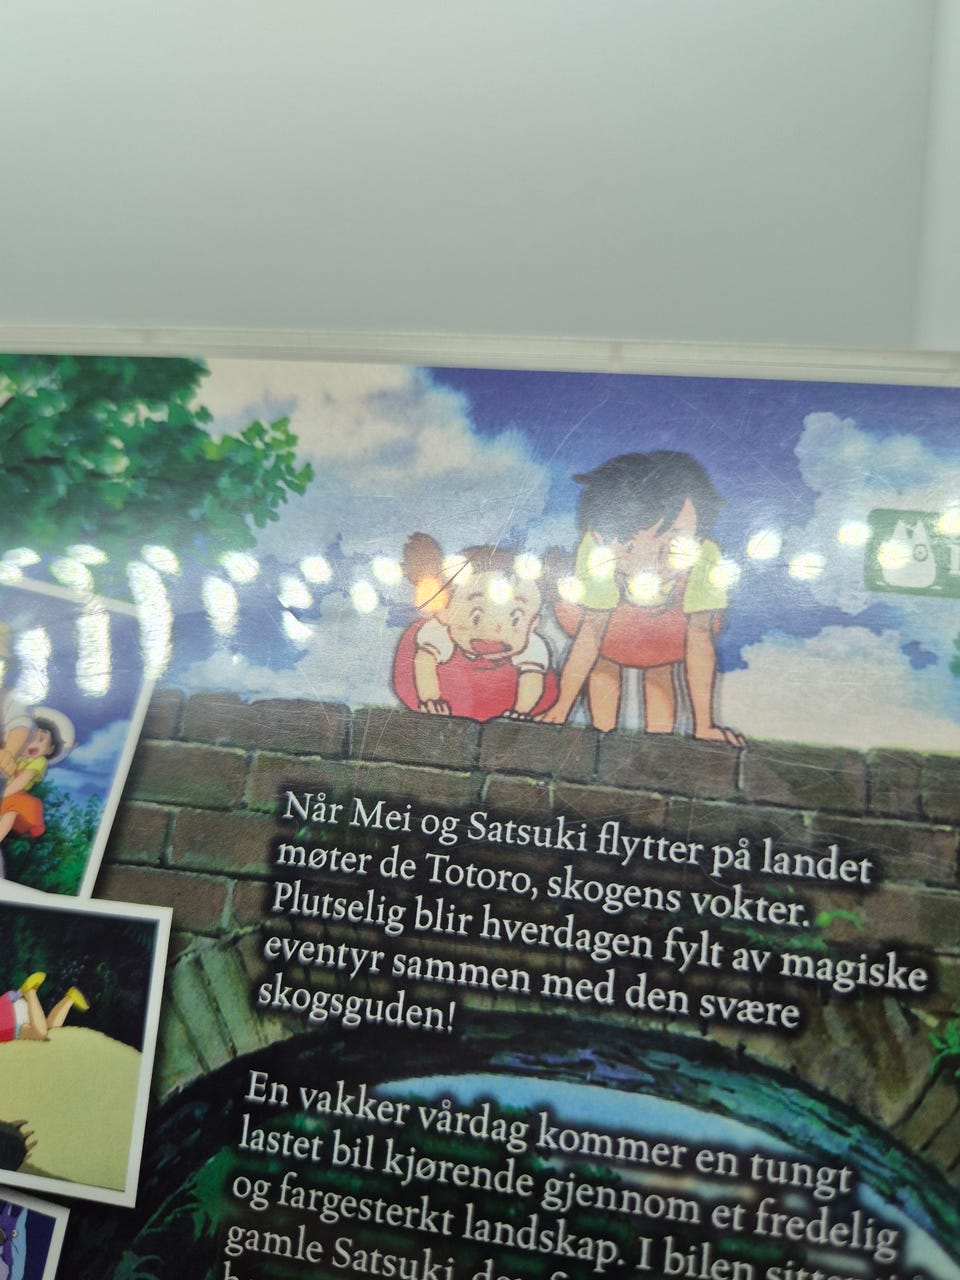 Når Mei og Satsuki flytter på landet
møter de Totoro, skogens vokter.
Plutselig blir hverdagen fylt av magiske
eventyr sammen med den svære
skogsguden!
En vakker vårdag kommer en tungt
lastet bil kjørende gjennom et fredelig
og fargesterkt landskap. I bilen
gamle Satsuki,